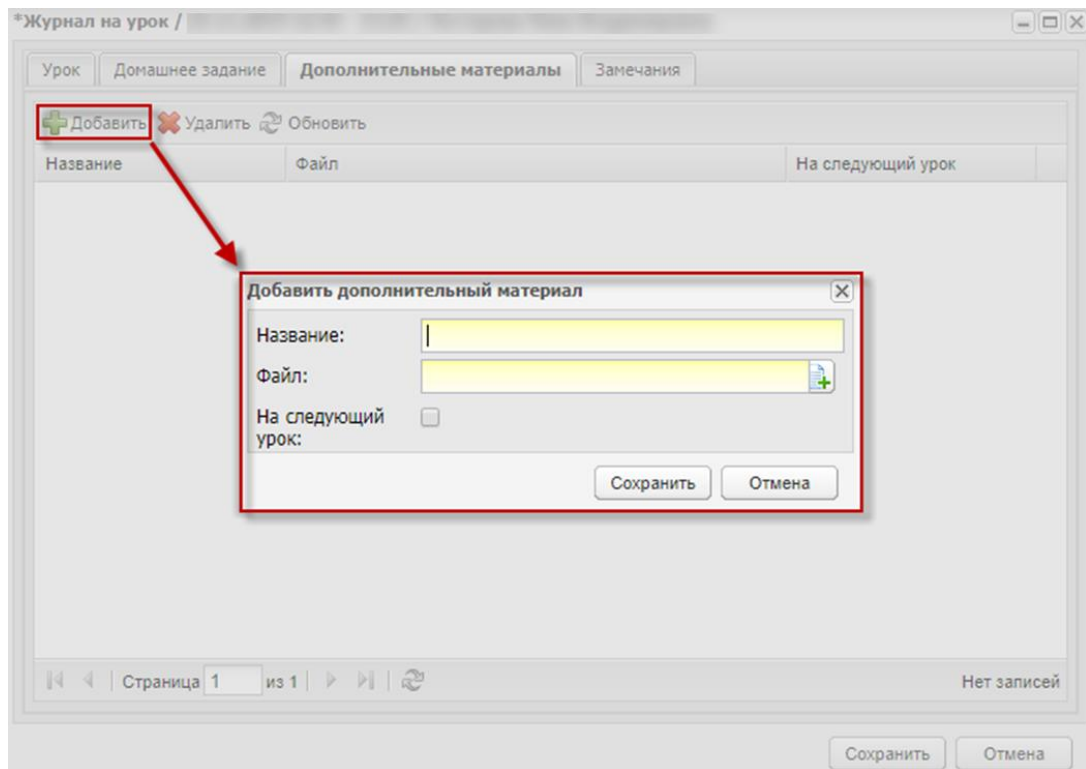 *Журнал на урок /
Урок Домашнее задание Дополнительные материалы Замечания
Добавить Удалить Обновить
Название Файл На следующий урок
Добавить дополнительный материал
Название:
Файл:
На следующий
урок:
Сохранить Отмена
Страница 1 из 1 Нет записей
Сохранить Отмена